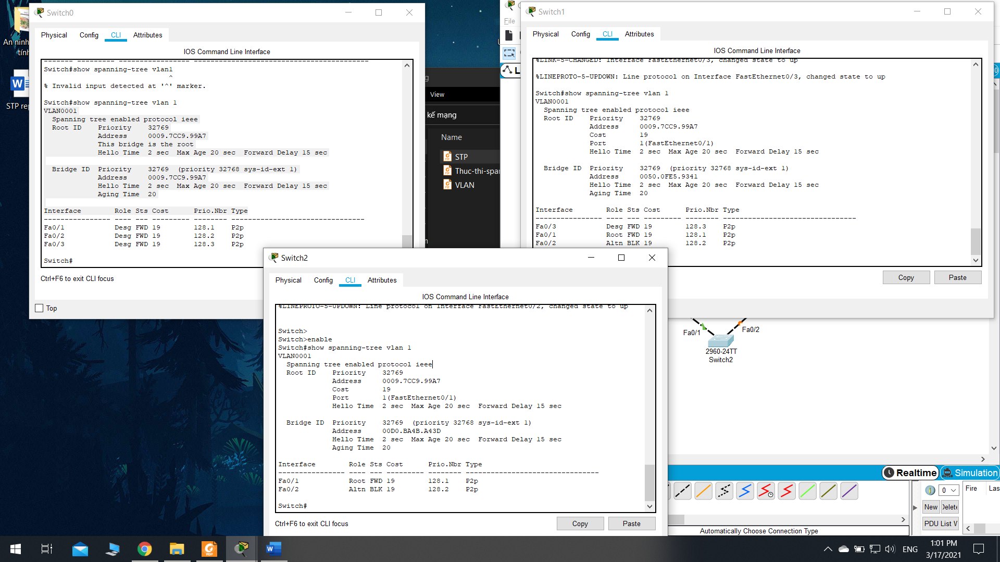 An ninh
tính
STP rep
Switch0
Physical Config CLI Attributes
IOS Command Line Interface
Switch#show spanning-tree vlan1
^
% Invalid input detected at '^' marker.
Switch#show spanning-tree vlan 1
VLAN0001
Spanning tree enabled protocol ieee
Root ID Priority 32769
Address 0009.7CC9.99A7
This bridge is the root
Hello Time 2 sec Max Age 20 sec Forward Delay 15 sec
Bridge ID Priority 32769 (priority 32768 sys-id-ext 1)
Address 0009.7CC9.99A7
Hello Time 2 sec Max Age 20 sec Forward Delay 15 sec
Aging Time 20
Interface Role Sts Cost Prio.Nbr Type
---------------- ---- --- --------- -------- --------------------------------
Fa0/1 Desg FWD 19 128.1 P2p
Fa0/2 Desg FWD 19 128.2 P2p
Fa0/3 Desg FWD 19 128.3 P2p
Switch#
Ctrl+F6 to exit CLI focus
Top
View
kế mạng
Name
STP
Thuc-thi-span
VLAN
File
Switch1
Physical Config CLI Attributes
IOS Command Line Interface
%LINK-5-CHANGED: Interface FastEthernet0/3, changed state to up
%LINEPROTO-5-UPDOWN: Line protocol on Interface FastEthernet0/3, changed state to up
Switch#show spanning-tree vlan 1
VLAN0001
Spanning tree enabled protocol ieee
Root ID Priority 32769
Address 0009.7CC9.99A7
Cost 19
Port 1(FastEthernet0/1)
Hello Time 2 sec Max Age 20 sec Forward Delay 15 sec
Bridge ID Priority 32769 (priority 32768 sys-id-ext 1)
Address 0050.0FE5.9341
Hello Time 2 sec Max Age 20 sec Forward Delay 15 sec
Aging Time 20
Interface Role Sts Cost Prio.Nbr Type
---------------- ---- --- --------- -------- --------------------------------
Fa0/3 Desg FWD 19 128.3 P2p
Fa0/1 Root FWD 19 128.1 P2p
Fa0/2 Altn BLK 19 128.2 P2p
Copy Paste
Switch2
Physical Config CLI Attributes
IOS Command Line Interface
%LINEPROTO-5-UPDOWN: Line protocol on Interface FastEthernet0/2, changed state to up
Switch>
Switch>enable
Switch#show spanning-tree vlan 1
VLAN0001
Spanning tree enabled protocol ieee
Root ID Priority 32769
Address 0009.7CC9.99A7
Cost 19
Port 1(FastEthernet0/1)
Hello Time 2 sec Max Age 20 sec Forward Delay 15 sec
Bridge ID Priority 32769 (priority 32768 sys-id-ext 1)
Address 00D0.BA4B.A43D
Hello Time 2 sec Max Age 20 sec Forward Delay 15 sec
Aging Time 20
Interface Role Sts Cost Prio.Nbr Type
---------------- ---- --- --------- -------- --------------------------------
Fa0/1 Root FWD 19 128.1 P2p
Fa0/2 Altn BLK 19 128.2 P2p
Switch#
Ctrl+F6 to exit CLI focus
Copy Paste
Fa0/1 Fa0/2
2960-24TT
Switch2
Realtime Simulation
0
Fire Las
New Delete
PDU List W
Automatically Choose Connection Type
ENG
1:01 PM
3/17/2021